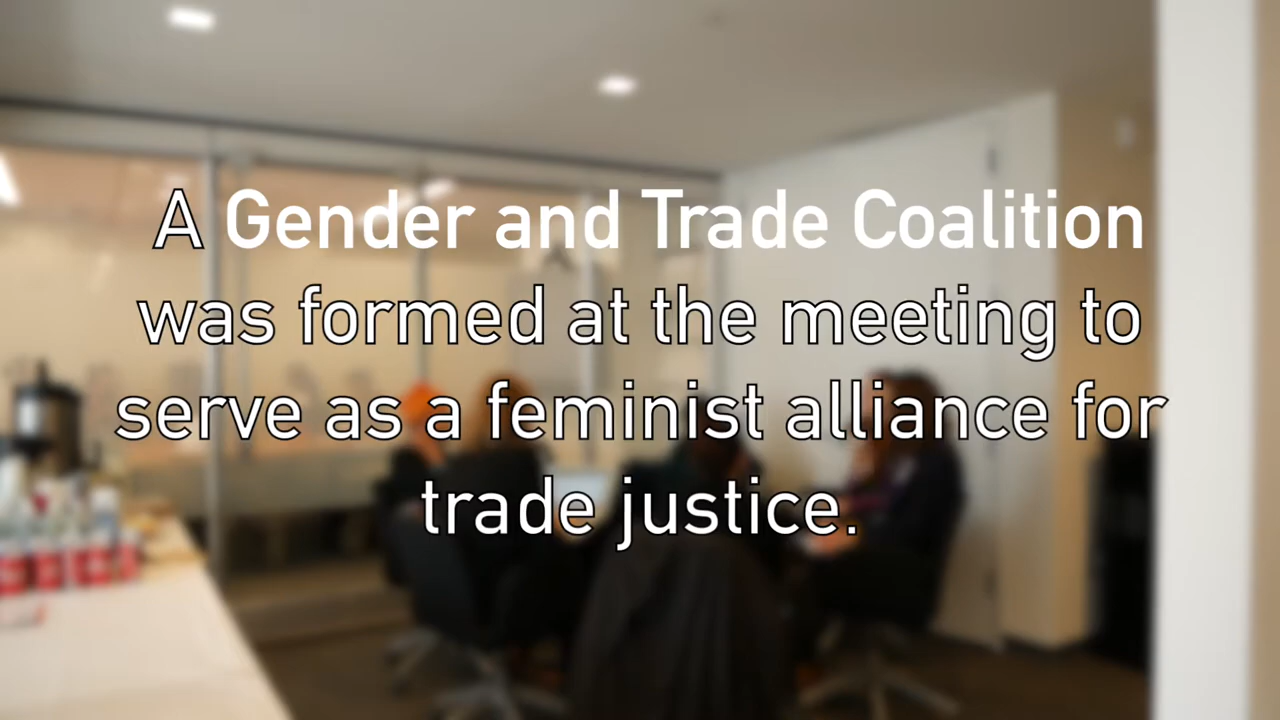 A Gender and Trade Coalition
was formed at the meeting to
serve as a feminist alliance for
trade justice.